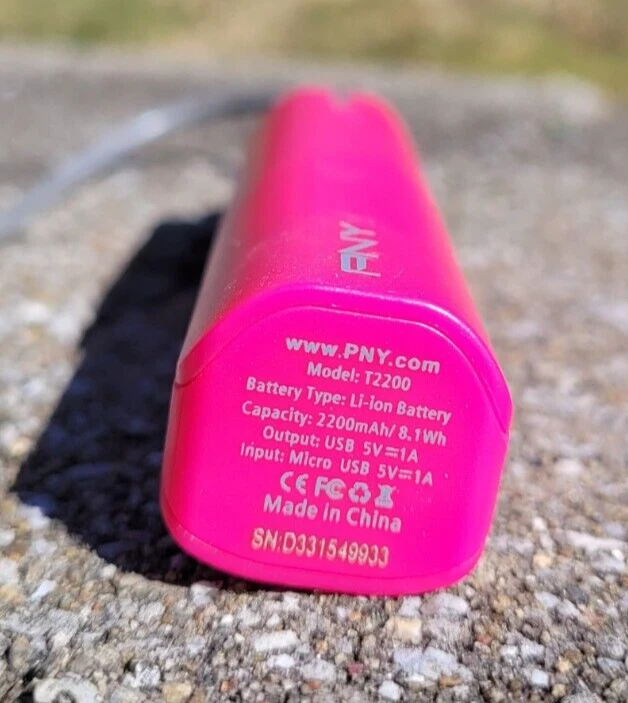 PNY
www.PNY.com
Model: T2200
Battery Type: Li-ion Battery
Capacity: 2200mAh/ 8.1Wh
Output: USB 5V⎓1A
Input: Micro USB 5V⎓1A
CE FC
Made in China
SN:D331549933